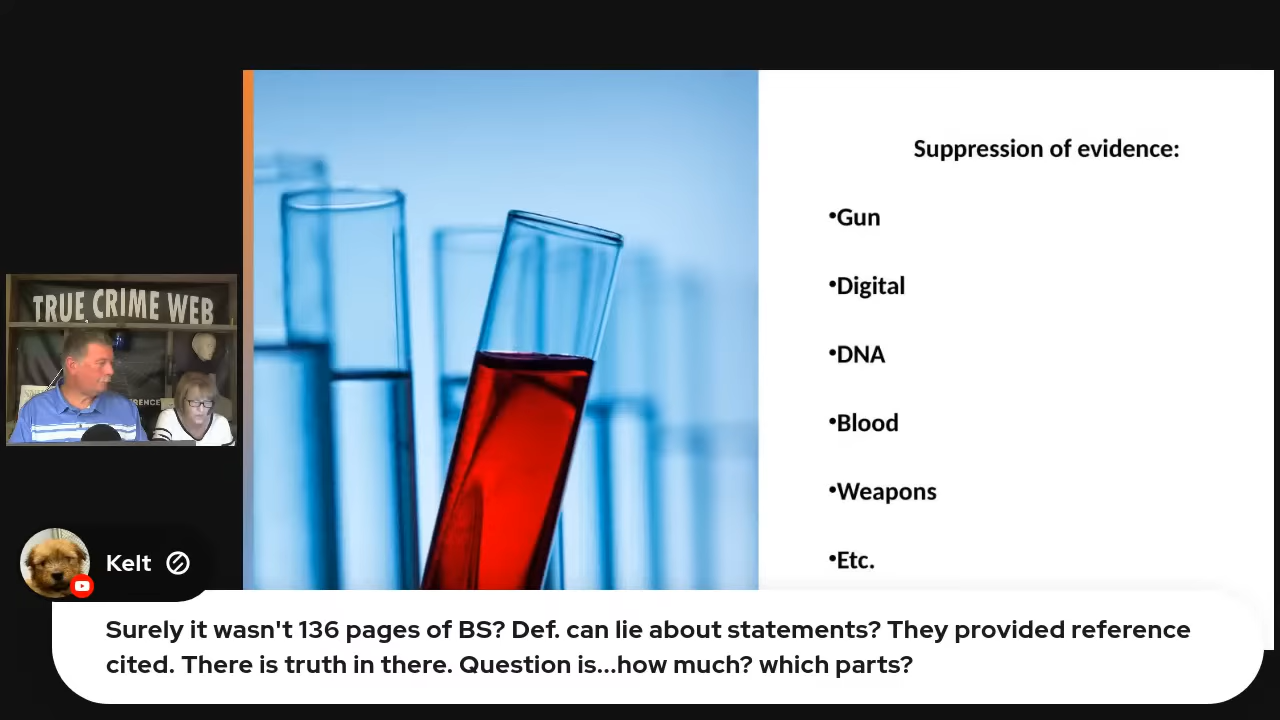 TRUE CRIME WEB
Suppression of evidence:
•Gun
•Digital
•DNA
•Blood
•Weapons
•Etc.
Kelt
Surely it wasn't 136 pages of BS? Def. can lie about statements? They provided reference
cited. There is truth in there. Question is...how much? which parts?